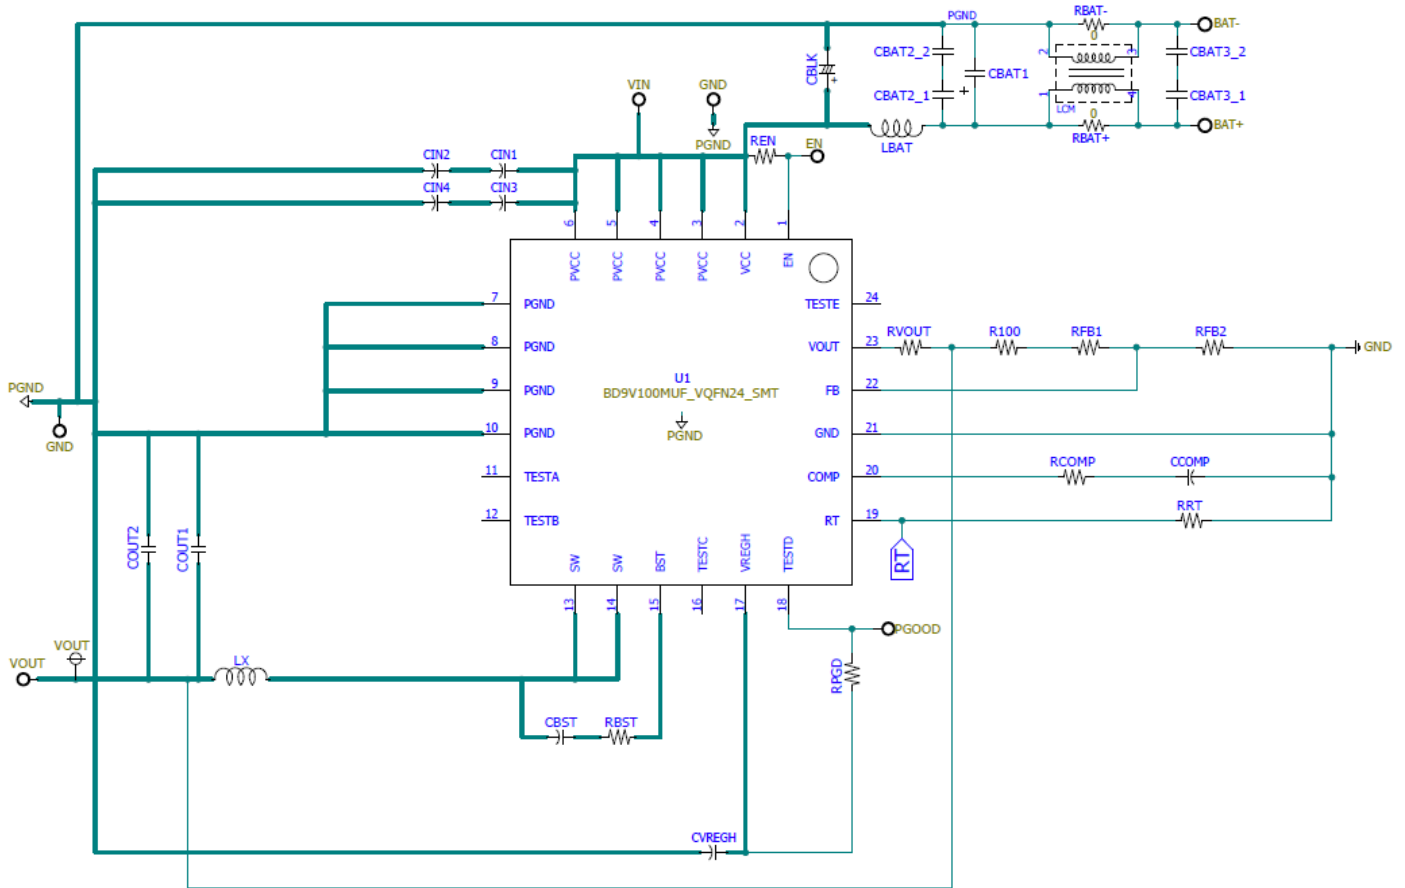 PGND
RBAT-
0
BAT-
CBAT2_2
2
3
CBAT3_2
CBLK
+
CBAT1
CBAT2_1
+
1
4
CBAT3_1
LCM
0
BAT+
RBAT+
LBAT
VIN
GND
PGND
REN
EN
CIN2
CIN1
CIN4
CIN3
6
5
4
3
2
1
PVCC
PVCC
PVCC
PVCC
VCC
EN
7
PGND
TESTE
24
8
PGND
VOUT
23
RVOUT
R100
RFB1
RFB2
GND
U1
BD9V100MUF_VQFN24_SMT
PGND
9
PGND
FB
22
PGND
GND
10
PGND
GND
21
11
TESTA
COMP
20
RCOMP
CCOMP
12
TESTB
RT
19
RRT
RT
COUT2
COUT1
SW
SW
BST
TESTC
VREGH
TESTD
13
14
15
16
17
18
PGOOD
VOUT
VOUT
LX
RPGD
CBST
RBST
CVREGH